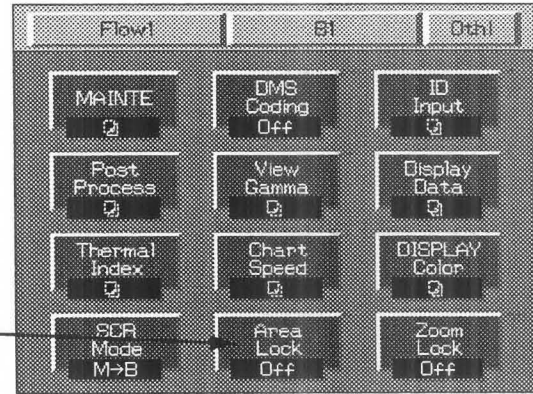 Flow1 B1 Oth1
MAINTE DMS Coding Off ID Input
Post Process View Gamma Display Data
Thermal Index Chart Speed DISPLAY Color
SCR Mode M→B Area Lock Off Zoom Lock Off